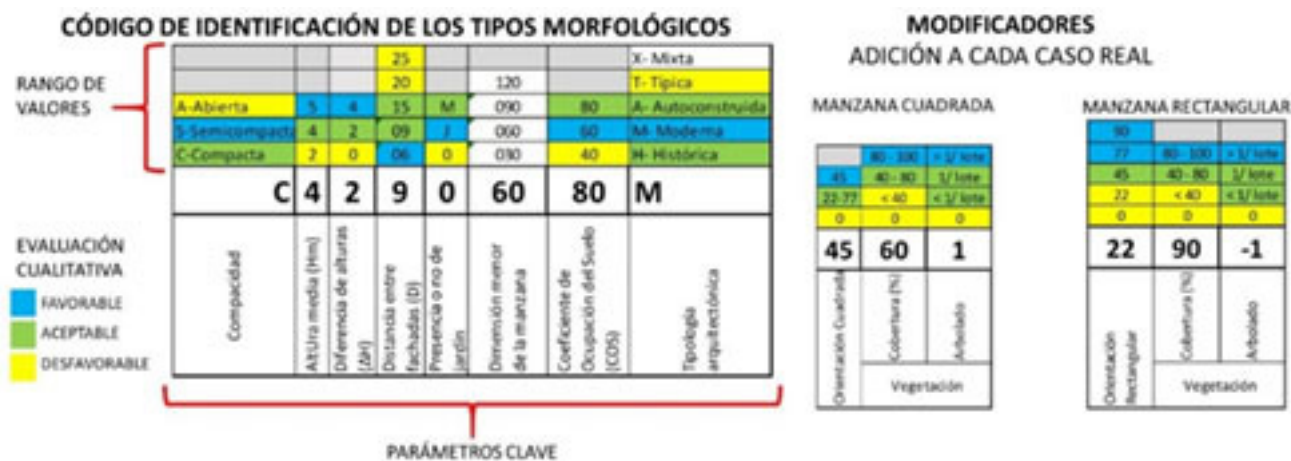 CÓDIGO DE IDENTIFICACIÓN DE LOS TIPOS MORFOLÓGICOS
RANGO DE
VALORES
25 X- Mixta
20 120 T- Típica
A-Abierta 5 4 15 M 090 80 A- Autoconstruida
S-Semicompacta 4 2 09 J 060 60 M- Moderna
C-Compacta 2 0 06 0 030 40 H- Histórica
C 4 2 9 0 60 80 M
EVALUACIÓN
CUALITATIVA
FAVORABLE
ACEPTABLE
DESFAVORABLE
Compacidad
AltUra media (Hm)
Diferencia de alturas
(ΔH)
Distancia entre
fachadas (D)
Presencia o no de
jardín
Dimensión menor
de la manzana
Coeficiente de
Ocupación del Suelo
(COS)
Tipología
arquitectónica
PARÁMETROS CLAVE
MODIFICADORES
ADICIÓN A CADA CASO REAL
MANZANA CUADRADA
80 - 100 > 1/ lote
45 40 - 80 1/ lote
22-77 < 40 < 1/ lote
0 0 0
45 60 1
Orientación Cuadrada
Cobertura (%)
Arbolado
Vegetación
MANZANA RECTANGULAR
90
77 80 - 100 > 1/ lote
45 40 - 80 1/ lote
22 < 40 < 1/ lote
0 0 0
22 90 -1
Orientación
Rectangular
Cobertura (%)
Arbolado
Vegetación